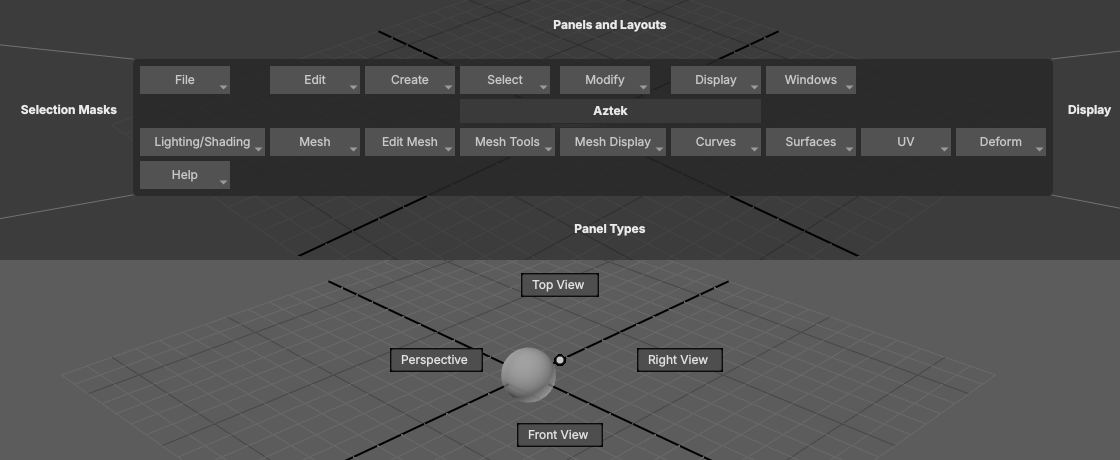 Panels and Layouts
File Edit Create Select Modify Display Windows
Selection Masks Aztek Display
Lighting/Shading Mesh Edit Mesh Mesh Tools Mesh Display Curves Surfaces UV Deform
Help
Panel Types
Top View
Perspective Right View
Front View